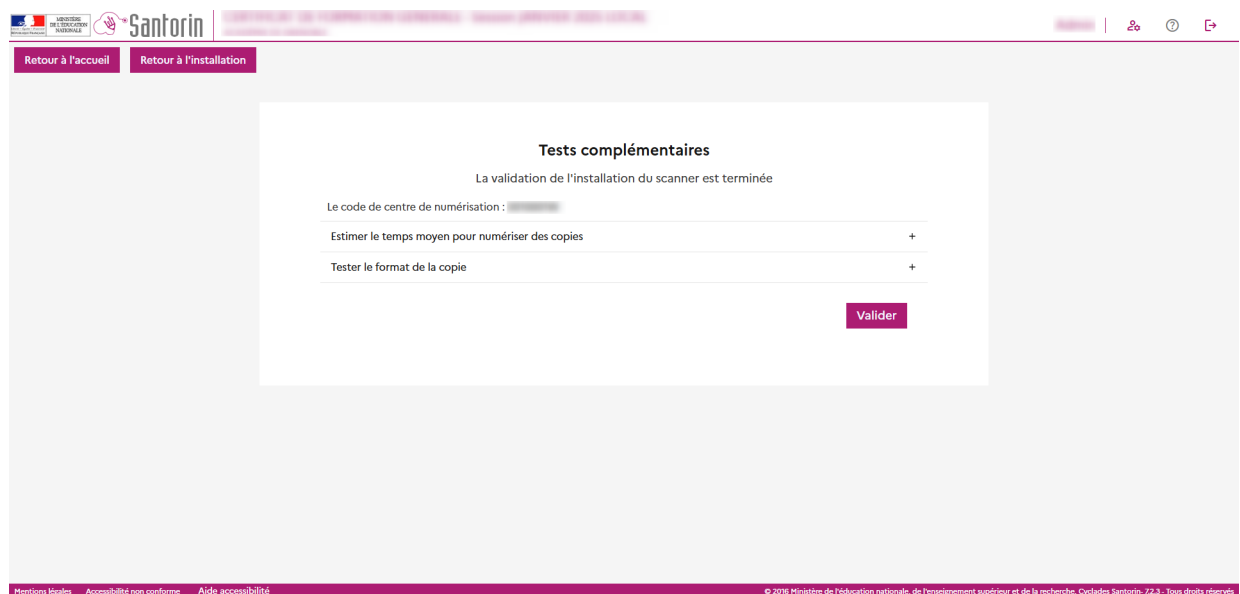 MINISTÈRE
DE L'ÉDUCATION
NATIONALE
Santorin
Retour à l'accueil
Retour à l'installation
Tests complémentaires
La validation de l'installation du scanner est terminée
Le code de centre de numérisation :
Estimer le temps moyen pour numériser des copies +
Tester le format de la copie +
Valider
Mentions légales Accessibilité non conforme Aide accessibilité
© 2016 Ministère de l'éducation nationale, de l'enseignement supérieur et de la recherche. Cyclades Santorin- 7.2.3 - Tous droits réservés